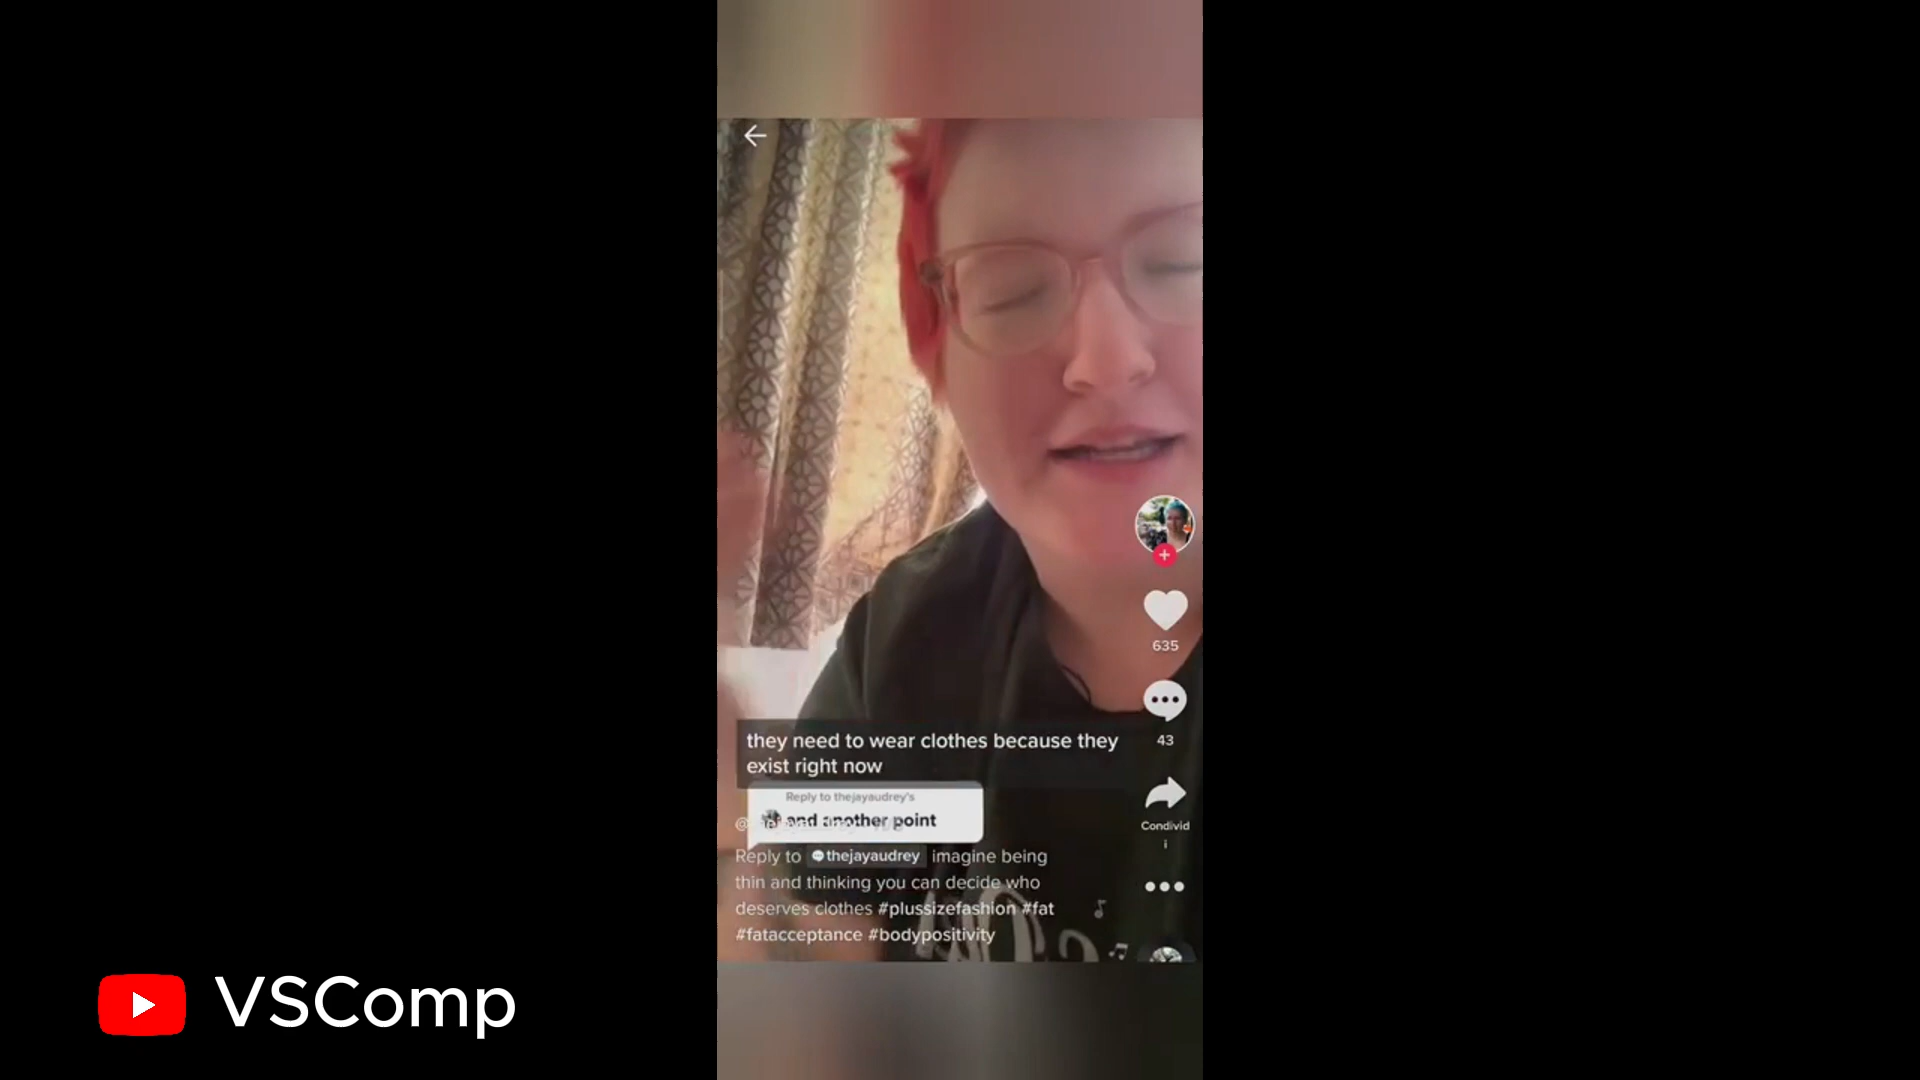 they need to wear clothes because they
exist right now
Reply to thejayaudrey's
and another point
Reply to thejayaudrey imagine being
thin and thinking you can decide who
deserves clothes #plussizefashion #fat
#fatacceptance #bodypositivity
635
43
Condivid
i
VSComp